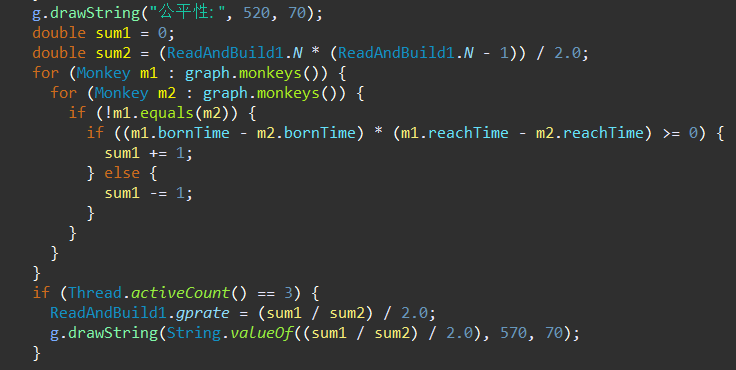 g.drawString("公平性:", 520, 70);
double sum1 = 0;
double sum2 = (ReadAndBuild1.N * (ReadAndBuild1.N - 1)) / 2.0;
for (Monkey m1 : graph.monkeys()) {
for (Monkey m2 : graph.monkeys()) {
if (!m1.equals(m2)) {
if ((m1.bornTime - m2.bornTime) * (m1.reachTime - m2.reachTime) >= 0) {
sum1 += 1;
} else {
sum1 -= 1;
}
}
}
}
if (Thread.activeCount() == 3) {
ReadAndBuild1.gprate = (sum1 / sum2) / 2.0;
g.drawString(String.valueOf((sum1 / sum2) / 2.0), 570, 70);
}